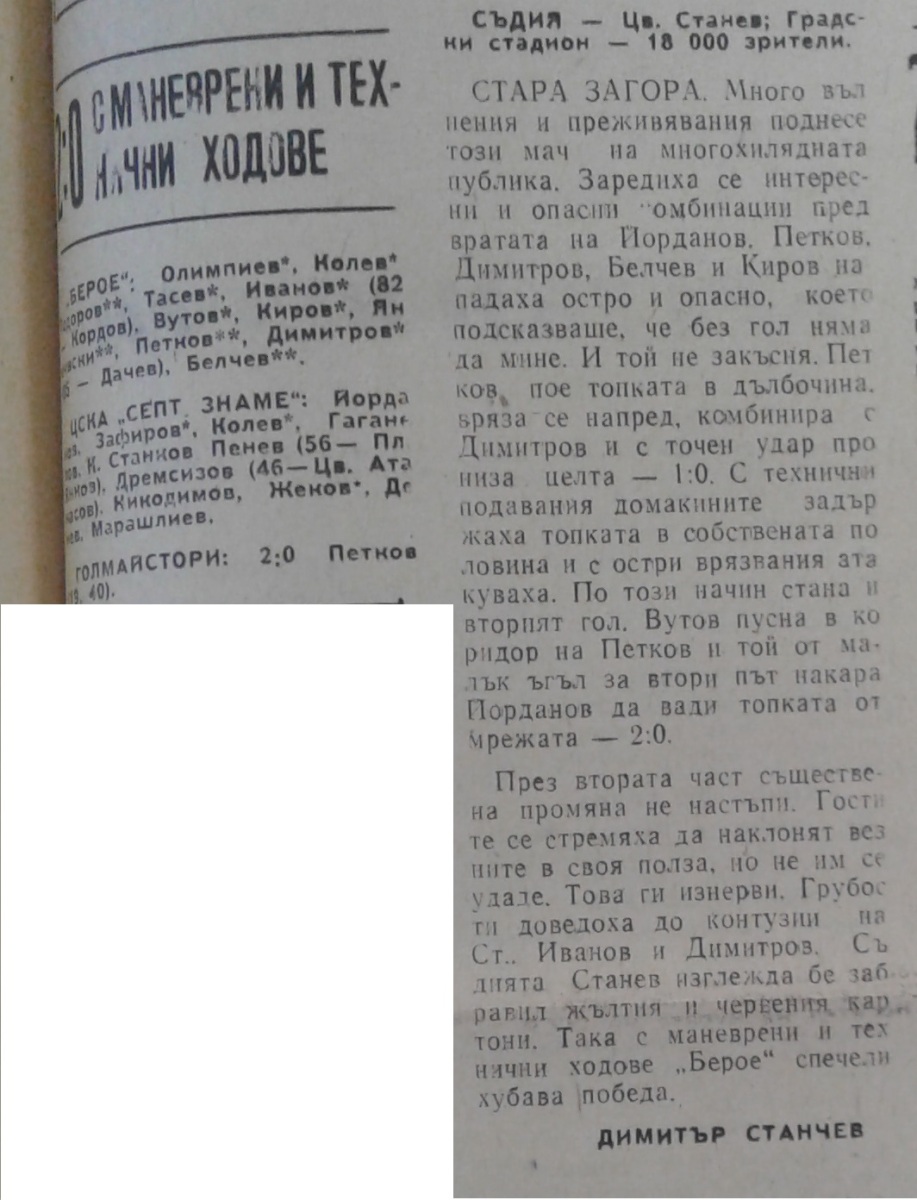 2:0 С МАНЕВРЕНИ И ТЕХ-
НИЧНИ ХОДОВЕ
„БЕРОЕ“: Олимпиев*, Колев*
Тасев*, Иванов* (82
Кордов), Вутов*, Киров*, Ян
Петков**, Димитров*
— Дачев), Белчев**.
ЦСКА „СЕПТ. ЗНАМЕ“: Йорда
Зафиров*, Колев*, Гаган
К. Станков Пенев (56 — Пл
Дремсизов (46 — Цв. Ата
Кикодимов, Жеков*, Де
Марашлиев.
ГОЛМАЙСТОРИ: 2:0 Петков
40).
СЪДИЯ — Цв. Станев; Градс-
ки стадион — 18 000 зрители.
СТАРА ЗАГОРА. Много въл
нения и преживявания поднесе
този мач на многохилядната
публика. Заредиха се интерес-
ни и опасни омбинации пред
вратата на Йорданов. Петков,
Димитров, Белчев и Киров на
падаха остро и опасно, което
подсказваше, че без гол няма
да мине. И той не закъсня. Пет
ков, пое топката в дълбочина,
вряза се напред, комбинира с
Димитров и с точен удар про
низа целта — 1:0. С технични
подавания домакините задър
жаха топката в собствената по
ловина и с остри врязвания ата
куваха. По този начин стана и
вторият гол. Вутов пусна в ко
ридор на Петков и той от ма-
лък ъгъл за втори път накара
Йорданов да вади топката от
мрежата — 2:0.
През втората част съществе-
на промяна не настъпи. Гости
те се стремяха да наклонят вез
ните в своя полза, но не им се
удаде. Това ги изнерви. Грубос
ти доведоха до контузии на
Ст.. Иванов и Димитров. Съ
дията Станев изглежда бе заб
равил жълтия и червения кар
тони. Така с маневрени и тех
нични ходове „Берое“ спечели
хубава победа.
ДИМИТЪР СТАНЧЕВ